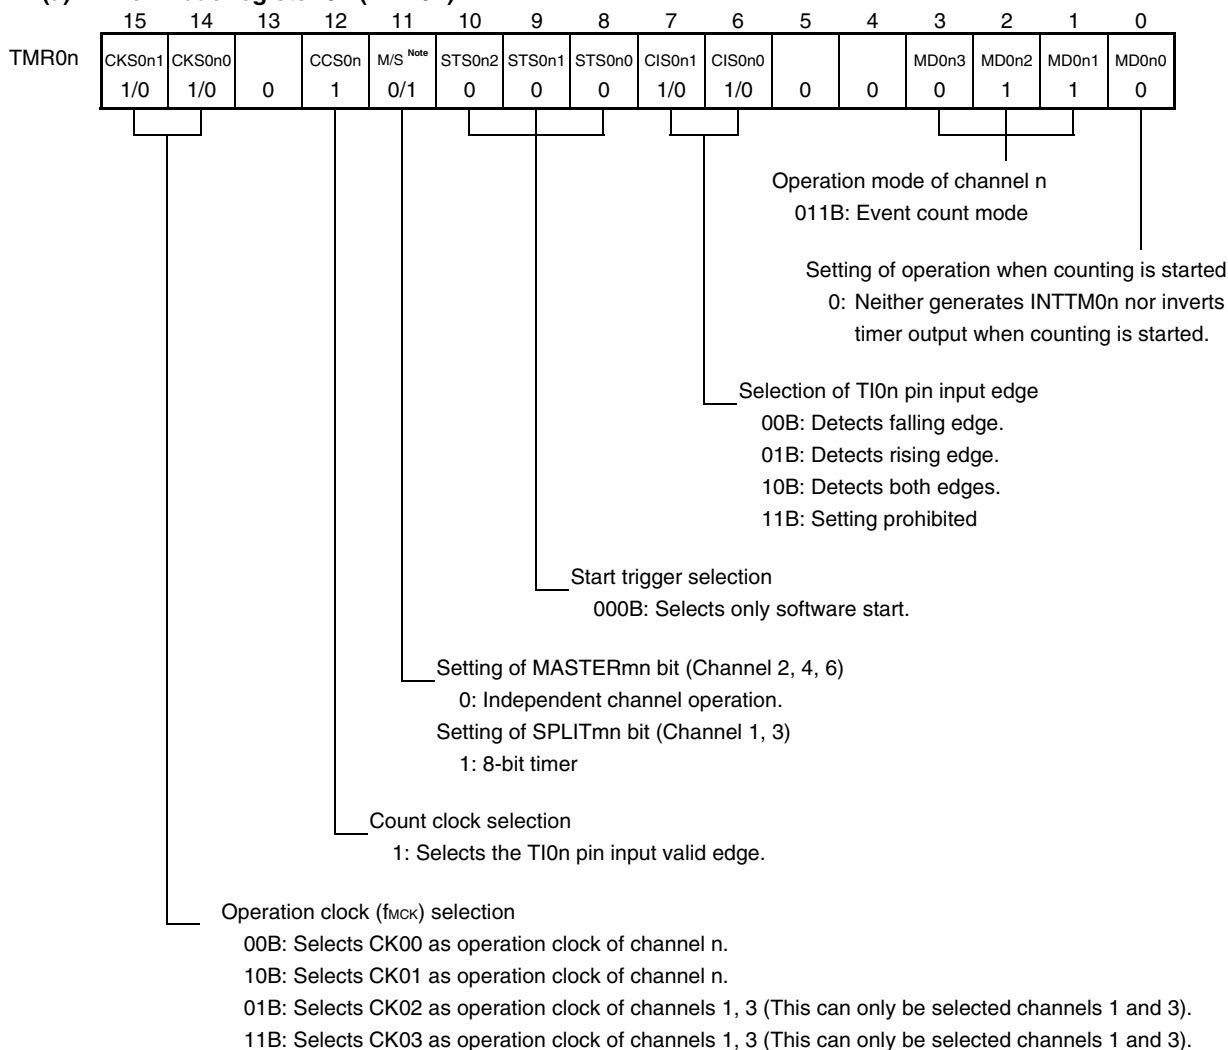 15 14 13 12 11 10 9 8 7 6 5 4 3 2 1 0
TMR0n CKS0n1 CKS0n0 CCS0n M/S Note STS0n2 STS0n1 STS0n0 CIS0n1 CIS0n0 MD0n3 MD0n2 MD0n1 MD0n0
1/0 1/0 0 1 0/1 0 0 0 1/0 1/0 0 0 0 1 1 0
Operation mode of channel n
011B: Event count mode
Setting of operation when counting is started
0: Neither generates INTTM0n nor inverts
timer output when counting is started.
Selection of TI0n pin input edge
00B: Detects falling edge.
01B: Detects rising edge.
10B: Detects both edges.
11B: Setting prohibited
Start trigger selection
000B: Selects only software start.
Setting of MASTERmn bit (Channel 2, 4, 6)
0: Independent channel operation.
Setting of SPLITmn bit (Channel 1, 3)
1: 8-bit timer
Count clock selection
1: Selects the TI0n pin input valid edge.
Operation clock (fMCK) selection
00B: Selects CK00 as operation clock of channel n.
10B: Selects CK01 as operation clock of channel n.
01B: Selects CK02 as operation clock of channels 1, 3 (This can only be selected channels 1 and 3).
11B: Selects CK03 as operation clock of channels 1, 3 (This can only be selected channels 1 and 3).